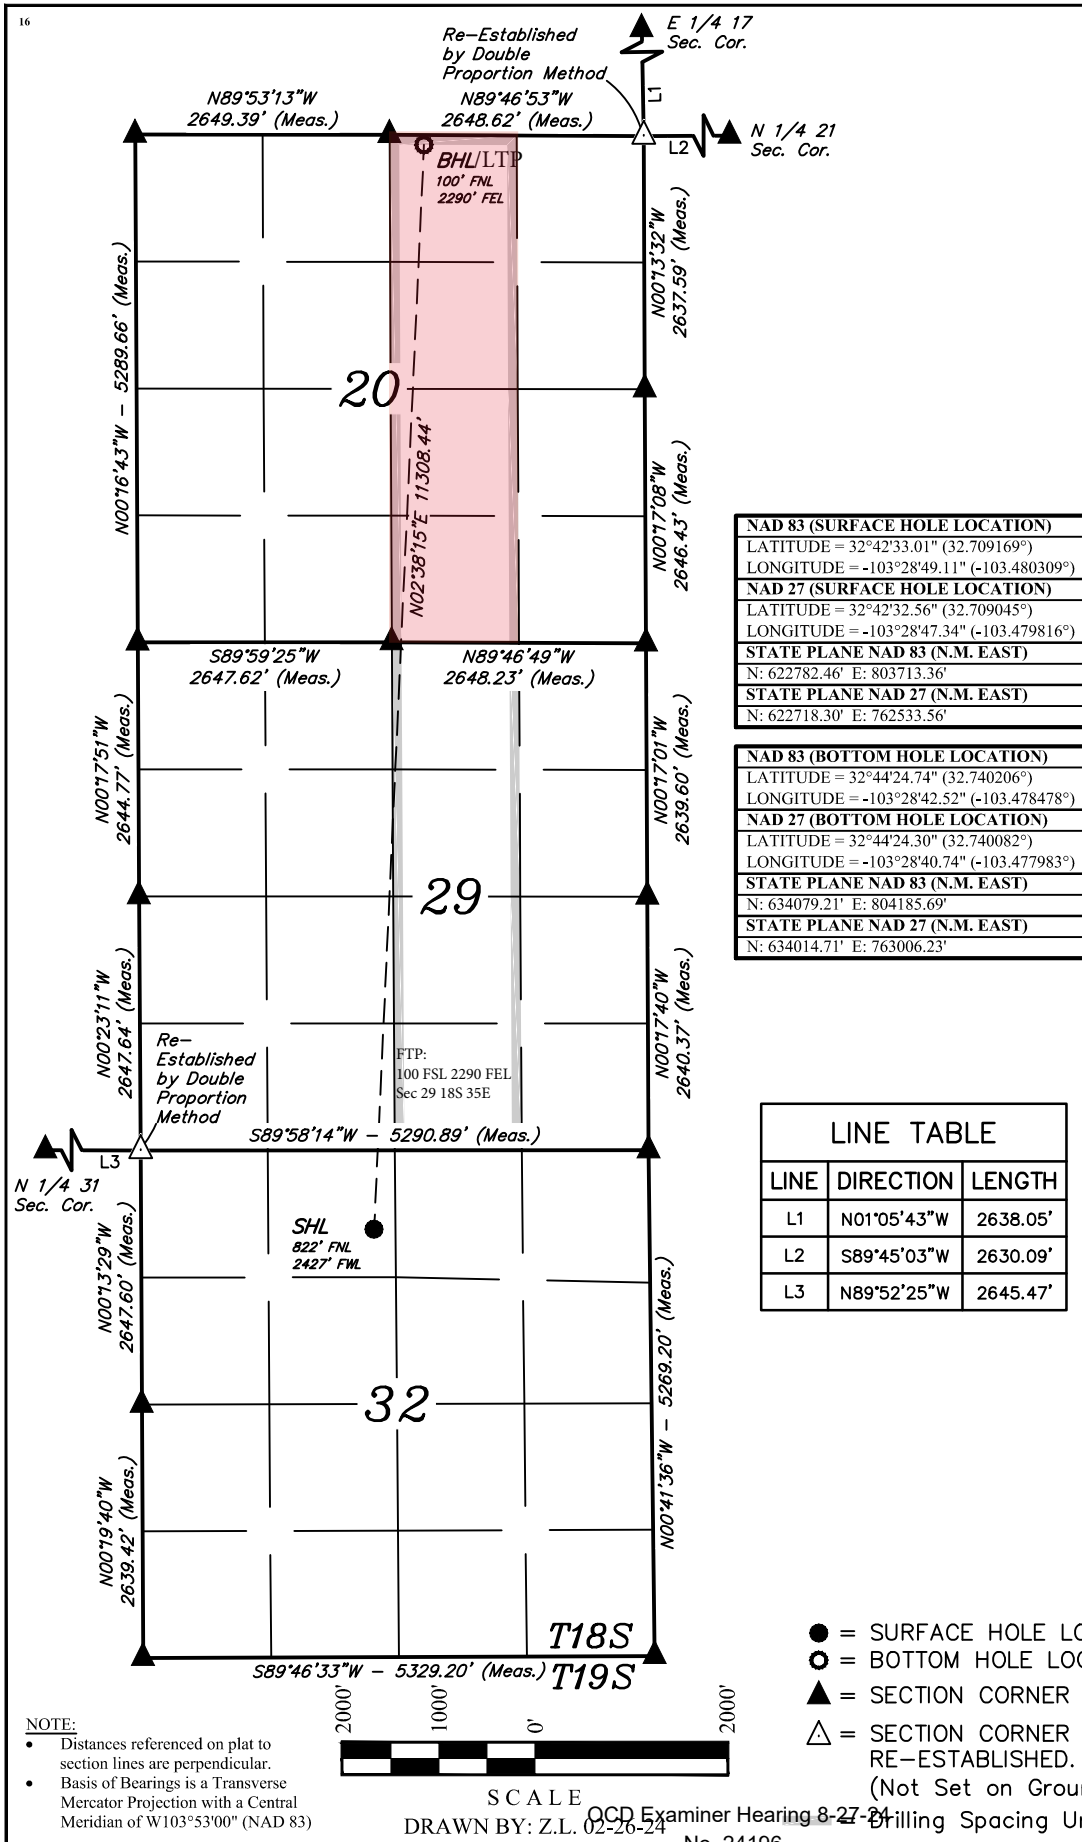 16
E 1/4 17
Sec. Cor.
Re-Established
by Double
Proportion Method
L1
N89°53'13"W
2649.39' (Meas.)
N89°46'53"W
2648.62' (Meas.)
L2
N 1/4 21
Sec. Cor.
BHL/LTP
100' FNL
2290' FEL
N00°16'43"W - 5289.66' (Meas.)
N00°13'32"W
2637.59' (Meas.)
20
N02°38'15"E 11308.44'
N00°17'08"W
2646.43' (Meas.)
S89°59'25"W
2647.62' (Meas.)
N89°46'49"W
2648.23' (Meas.)
N00°17'51"W
2644.77' (Meas.)
N00°17'01"W
2639.60' (Meas.)
29
N00°23'11"W
2647.64' (Meas.)
N00°17'40"W
2640.37' (Meas.)
Re-
Established
by Double
Proportion
Method
FTP:
100 FSL 2290 FEL
Sec 29 18S 35E
S89°58'14"W - 5290.89' (Meas.)
L3
N 1/4 31
Sec. Cor.
SHL
822' FNL
2427' FWL
N00°13'29"W
2647.60' (Meas.)
N00°41'36"W - 5269.20' (Meas.)
32
N00°19'40"W
2639.42' (Meas.)
T18S
S89°46'33"W - 5329.20' (Meas.)
T19S
NAD 83 (SURFACE HOLE LOCATION)
LATITUDE = 32°42'33.01" (32.709169°)
LONGITUDE = -103°28'49.11" (-103.480309°)
NAD 27 (SURFACE HOLE LOCATION)
LATITUDE = 32°42'32.56" (32.709045°)
LONGITUDE = -103°28'47.34" (-103.479816°)
STATE PLANE NAD 83 (N.M. EAST)
N: 622782.46' E: 803713.36'
STATE PLANE NAD 27 (N.M. EAST)
N: 622718.30' E: 762533.56'
NAD 83 (BOTTOM HOLE LOCATION)
LATITUDE = 32°44'24.74" (32.740206°)
LONGITUDE = -103°28'42.52" (-103.478478°)
NAD 27 (BOTTOM HOLE LOCATION)
LATITUDE = 32°44'24.30" (32.740082°)
LONGITUDE = -103°28'40.74" (-103.477983°)
STATE PLANE NAD 83 (N.M. EAST)
N: 634079.21' E: 804185.69'
STATE PLANE NAD 27 (N.M. EAST)
N: 634014.71' E: 763006.23'
LINE TABLE
LINE DIRECTION LENGTH
L1 N01°05'43"W 2638.05'
L2 S89°45'03"W 2630.09'
L3 N89°52'25"W 2645.47'
= SURFACE HOLE LO
= BOTTOM HOLE LOC
= SECTION CORNER
= SECTION CORNER
RE-ESTABLISHED.
(Not Set on Groun
= Drilling Spacing Un
NOTE:
• Distances referenced on plat to
section lines are perpendicular.
• Basis of Bearings is a Transverse
Mercator Projection with a Central
Meridian of W103°53'00" (NAD 83)
2000' 1000' 0' 2000'
SCALE
DRAWN BY: Z.L. 02-26-24
OCD Examiner Hearing 8-27-24
No. 24196